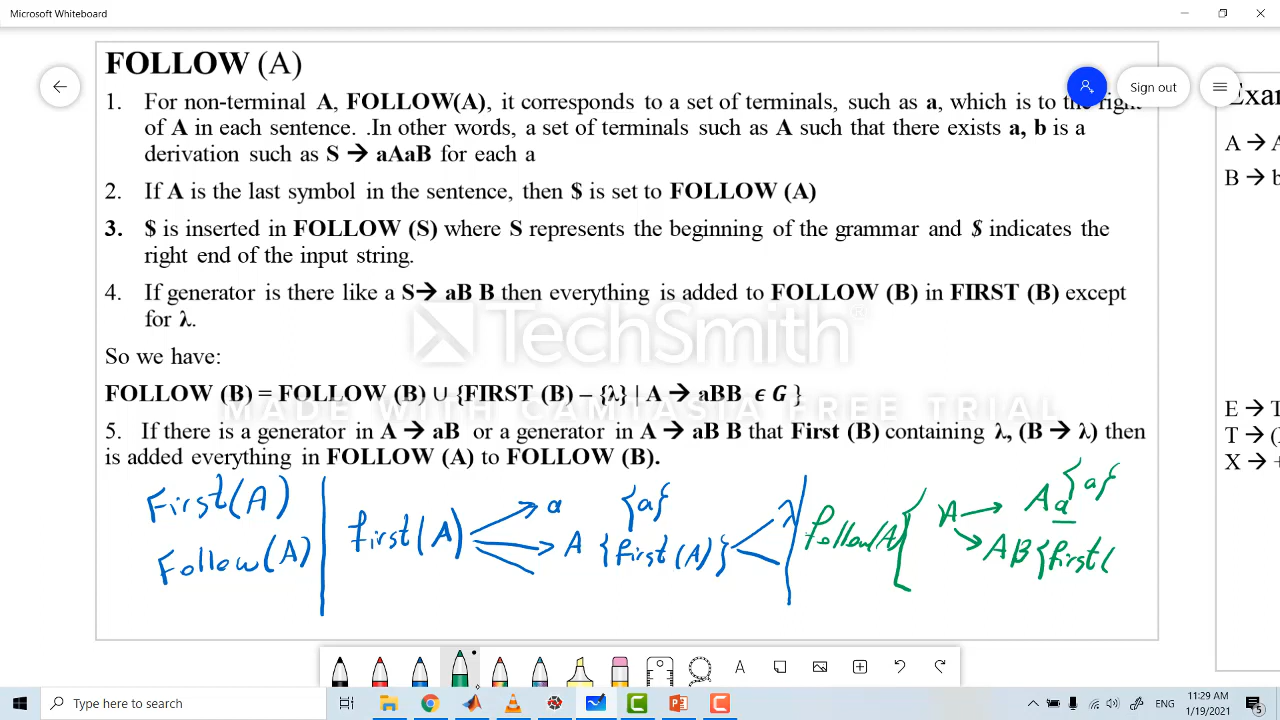 Microsoft Whiteboard
FOLLOW (A)
Sign out
1. For non-terminal A, FOLLOW(A), it corresponds to a set of terminals, such as a, which is to the right
of A in each sentence. .In other words, a set of terminals such as A such that there exists a, b is a
derivation such as S → aAaB for each a
2. If A is the last symbol in the sentence, then $ is set to FOLLOW (A)
3. $ is inserted in FOLLOW (S) where S represents the beginning of the grammar and $ indicates the
right end of the input string.
4. If generator is there like a S→ aB B then everything is added to FOLLOW (B) in FIRST (B) except
for λ.
So we have:
FOLLOW (B) = FOLLOW (B) ∪ {FIRST (B) – {λ} | A → aBB ϵ G }
5. If there is a generator in A → aB or a generator in A → aB B that First (B) containing λ, (B → λ) then
is added everything in FOLLOW (A) to FOLLOW (B).
TechSmith
MADE WITH CAMTASIA FREE TRIAL
First(A)
Follow(A)
first(A) a {a}
A {first(A)} λ
follow(A) { A Aa {a}
AB {first(
A → A
B → b
E → T
T → (
X → +
A
Type here to search
ENG
11:29 AM
1/19/2021
5